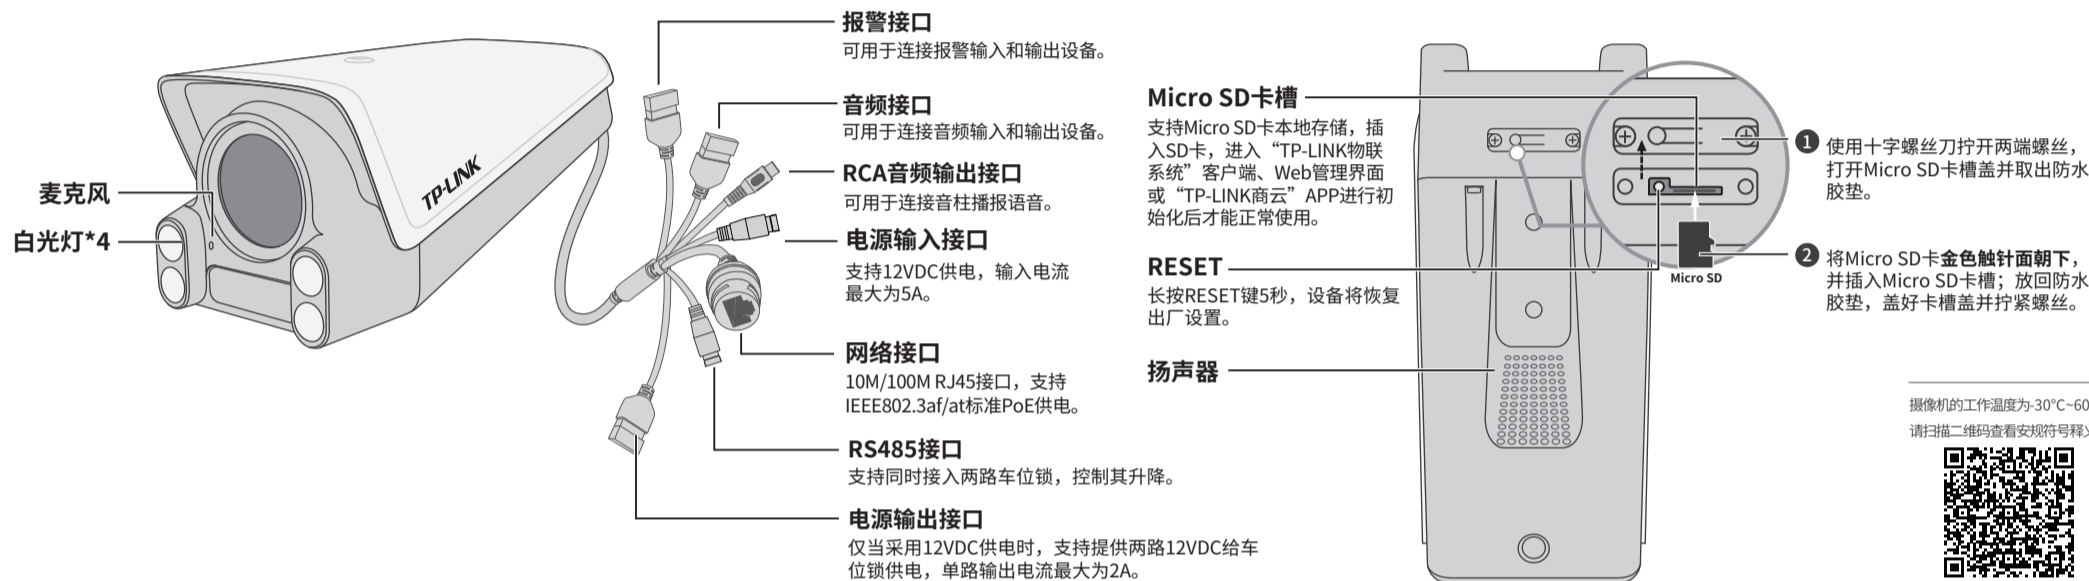 麦克风
白光灯*4
TP-LINK
报警接口
可用于连接报警输入和输出设备。
音频接口
可用于连接音频输入和输出设备。
RCA音频输出接口
可用于连接音柱播报语音。
电源输入接口
支持12VDC供电，输入电流
最大为5A。
网络接口
10M/100M RJ45接口，支持
IEEE802.3af/at标准PoE供电。
RS485接口
支持同时接入两路车位锁，控制其升降。
电源输出接口
仅当采用12VDC供电时，支持提供两路12VDC给车
位锁供电，单路输出电流最大为2A。
Micro SD卡槽
支持Micro SD卡本地存储，插
入SD卡，进入“TP-LINK物联
系统”客户端、Web管理界面
或“TP-LINK商云”APP进行初
始化后才能正常使用。
RESET
长按RESET键5秒，设备将恢复
出厂设置。
扬声器
Micro SD
1 使用十字螺丝刀拧开两端螺丝，
打开Micro SD卡槽盖并取出防水
胶垫。
2 将Micro SD卡金色触针面朝下，
并插入Micro SD卡槽；放回防水
胶垫，盖好卡槽盖并拧紧螺丝。
摄像机的工作温度为-30°C~60
请扫描二维码查看安规符号释